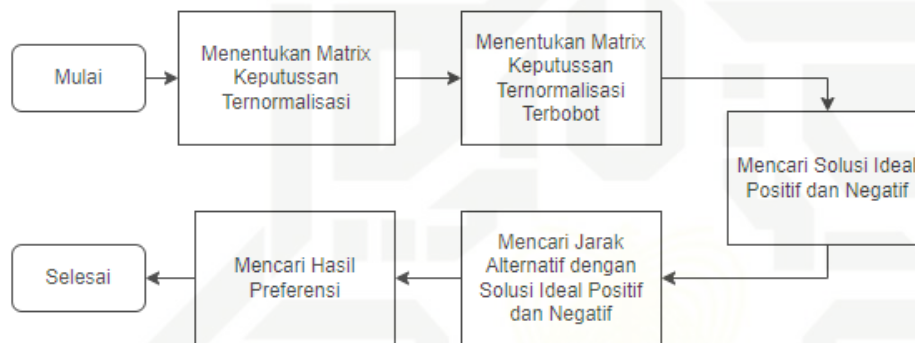 Mulai
Menentukan Matrix
Keputussan
Ternormalisasi
Menentukan Matrix
Keputussan
Ternormalisasi
Terbobot
Mencari Solusi Ideal
Positif dan Negatif
Mencari Jarak
Alternatif dengan
Solusi Ideal Positif
dan Negatif
Mencari Hasil
Preferensi
Selesai